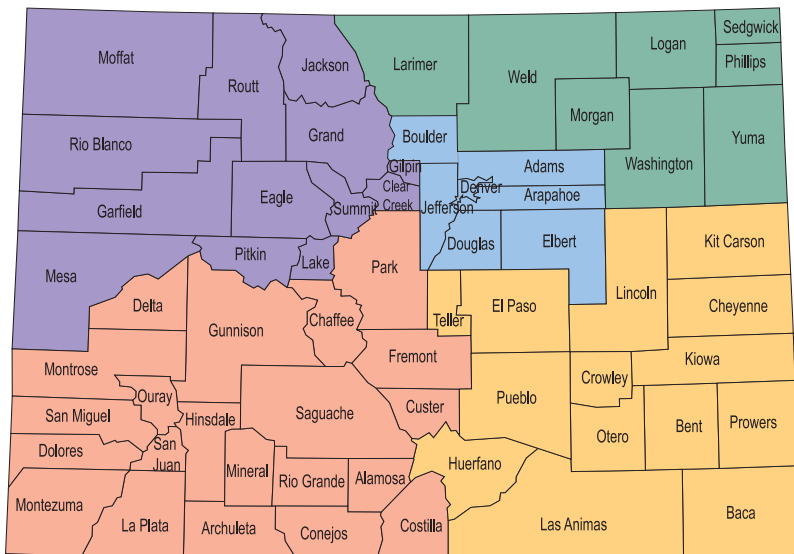 Sedgwick
Logan
Moffat
Jackson
Larimer
Phillips
Weld
Routt
Morgan
Grand
Boulder
Rio Blanco
Yuma
Gilpin
Adams
Washington
Denver
Clear
Creek
Eagle
Arapahoe
Garfield
Summit
Jefferson
Elbert
Kit Carson
Pitkin
Douglas
Lake
Park
Mesa
Lincoln
Delta
El Paso
Cheyenne
Chaffee
Teller
Gunnison
Fremont
Kiowa
Montrose
Crowley
Ouray
Pueblo
Custer
San Miguel
Hinsdale
Saguache
Bent
Prowers
Otero
San
Juan
Dolores
Huerfano
Mineral
Rio Grande
Alamosa
Montezuma
Baca
La Plata
Archuleta
Conejos
Costilla
Las Animas